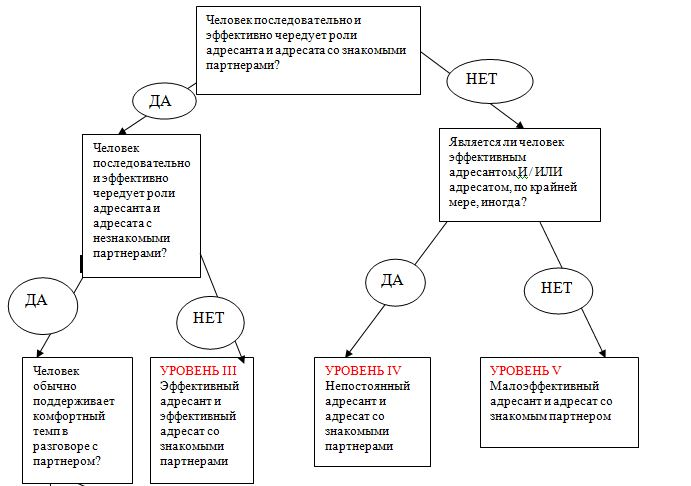 Человек последовательно и
эффективно чередует роли
адресанта и адресата со знакомыми
партнерами?
ДА
НЕТ
Человек
последовательно
и эффективно
чередует роли
адресанта и
адресата с
незнакомыми
партнерами?
Является ли человек
эффективным
адресантом И / ИЛИ
адресатом, по крайней
мере, иногда?
ДА
НЕТ
ДА
НЕТ
Человек
обычно
поддерживает
комфортный
темп в
разговоре с
партнером?
УРОВЕНЬ III
Эффективный
адресант и
эффективный
адресат со
знакомыми
партнерами
УРОВЕНЬ IV
Непостоянный
адресант и
адресат со
знакомыми
партнерами
УРОВЕНЬ V
Малоэффективный
адресант и адресат со
знакомым партнером